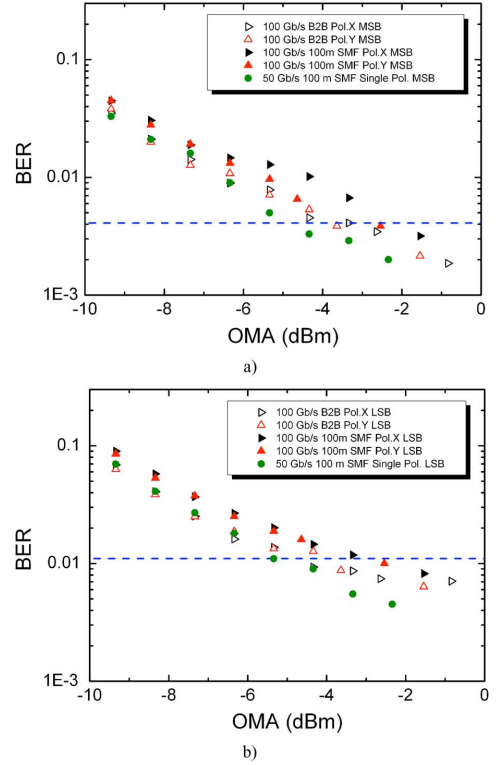 a)
100 Gb/s B2B Pol.X MSB
100 Gb/s B2B Pol.Y MSB
100 Gb/s 100m SMF Pol.X MSB
100 Gb/s 100m SMF Pol.Y MSB
50 Gb/s 100 m SMF Single Pol. MSB
0.1
0.01
1E-3
BER
-10 -8 -6 -4 -2 0
OMA (dBm)
a)
100 Gb/s B2B Pol.X LSB
100 Gb/s B2B Pol.Y LSB
100 Gb/s 100m SMF Pol.X LSB
100 Gb/s 100m SMF Pol.Y LSB
50 Gb/s 100 m SMF Single Pol. LSB
0.1
0.01
1E-3
BER
-10 -8 -6 -4 -2 0
OMA (dBm)
b)